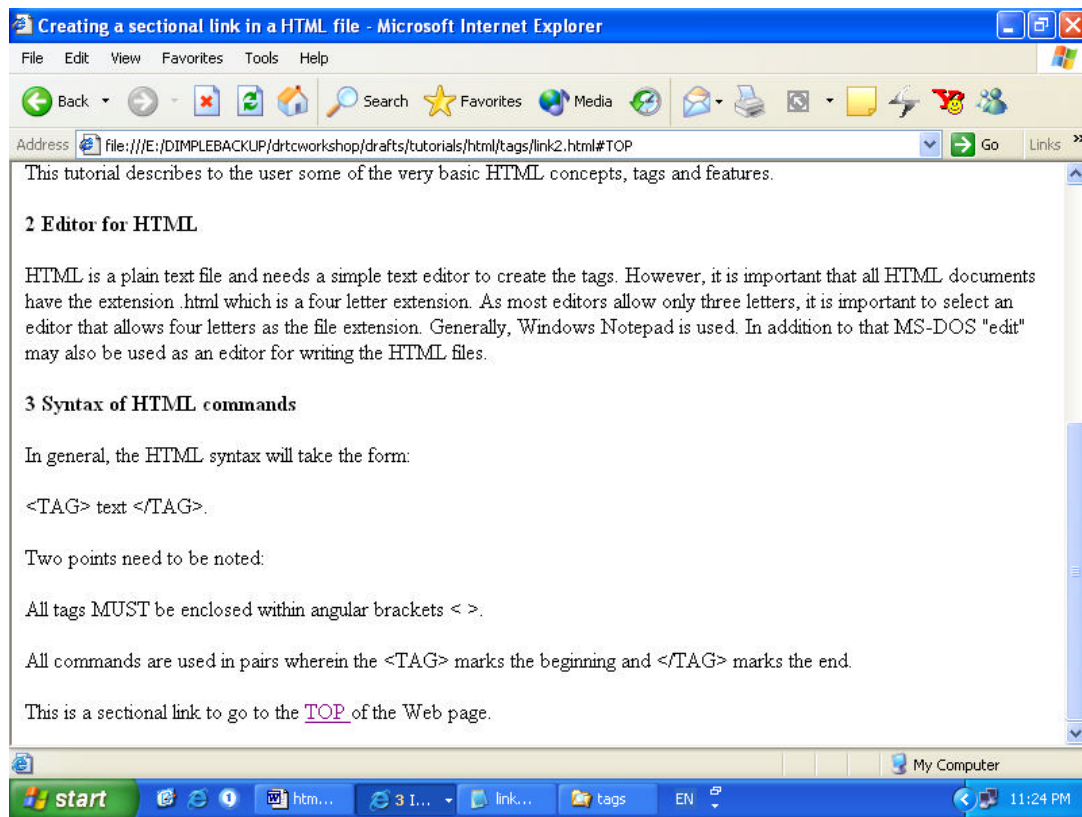 Creating a sectional link in a HTML file - Microsoft Internet Explorer
File Edit View Favorites Tools Help
Back Search Favorites Media
Address file:///E:/DIMPLEBACKUP/drtcworkshop/drafts/tutorials/html/tags/link2.html#TOP Go Links »
This tutorial describes to the user some of the very basic HTML concepts, tags and features.
2 Editor for HTML
HTML is a plain text file and needs a simple text editor to create the tags. However, it is important that all HTML documents
have the extension .html which is a four letter extension. As most editors allow only three letters, it is important to select an
editor that allows four letters as the file extension. Generally, Windows Notepad is used. In addition to that MS-DOS "edit"
may also be used as an editor for writing the HTML files.
3 Syntax of HTML commands
In general, the HTML syntax will take the form:
<TAG> text </TAG>.
Two points need to be noted:
All tags MUST be enclosed within angular brackets < >.
All commands are used in pairs wherein the <TAG> marks the beginning and </TAG> marks the end.
This is a sectional link to go to the TOP of the Web page.
My Computer
start htm... 3 I... link... tags EN 11:24 PM